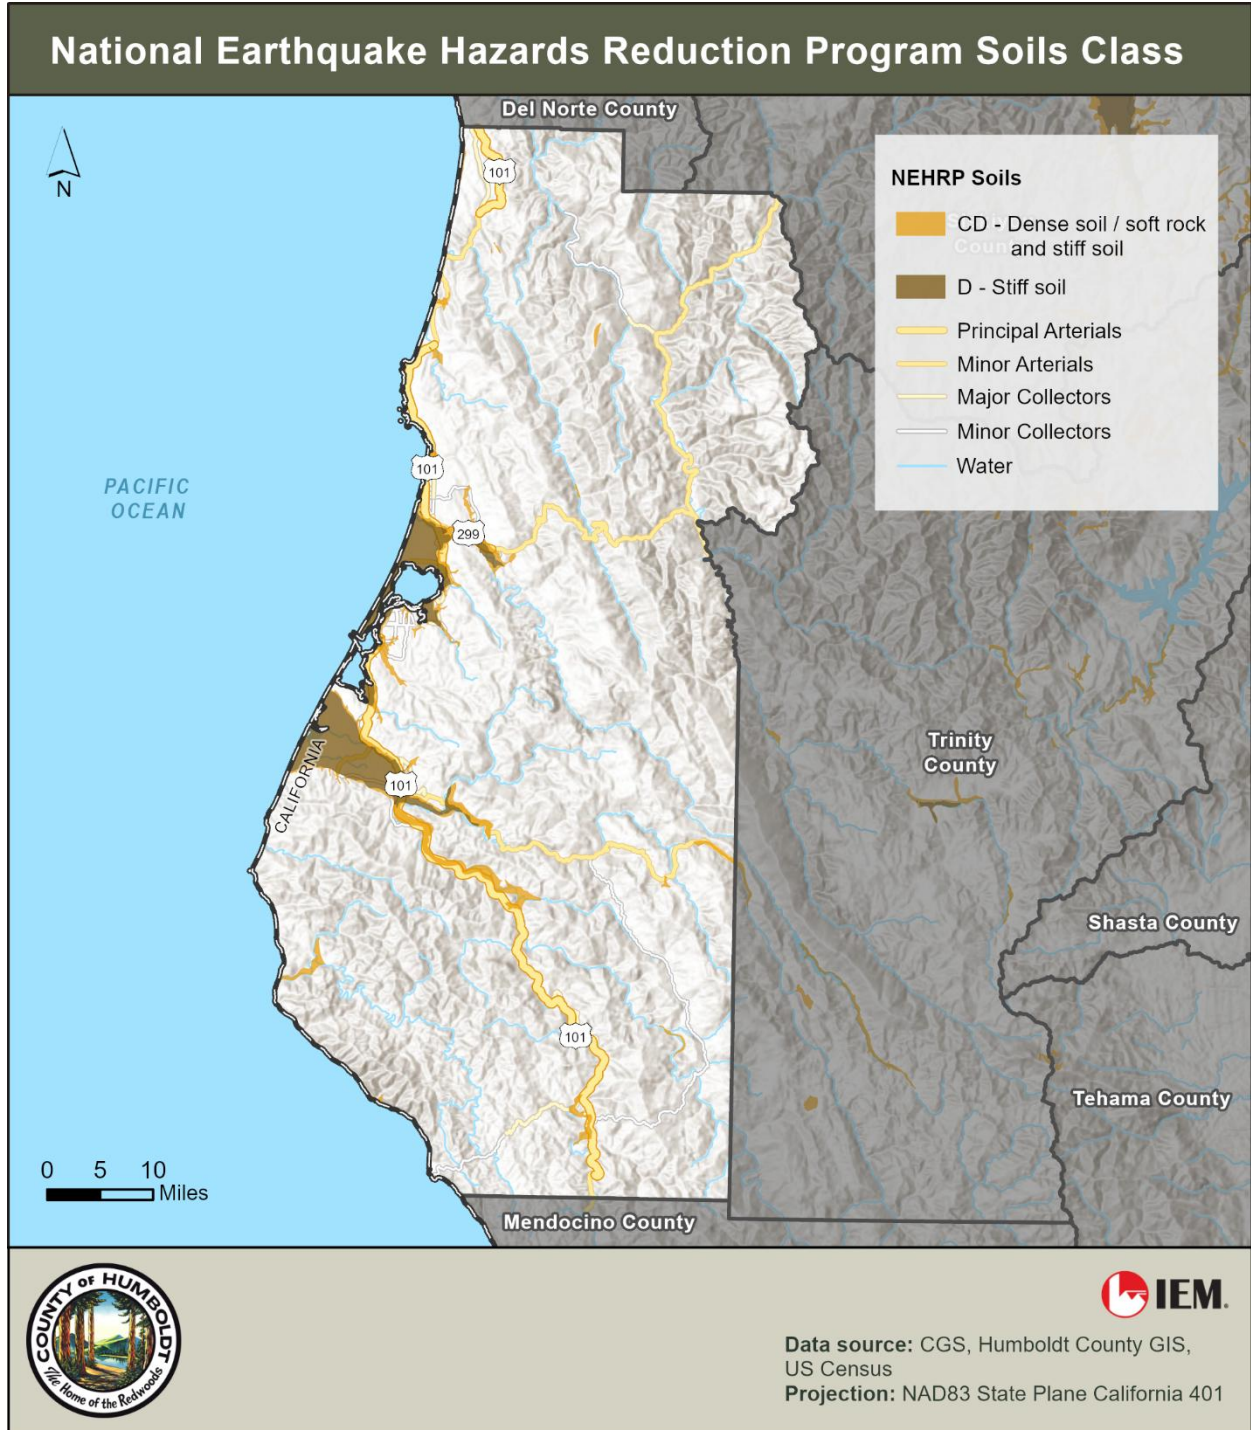 National Earthquake Hazards Reduction Program Soils Class
Del Norte County
N
101
NEHRP Soils
CD - Dense soil / soft rock
and stiff soil
D - Stiff soil
Principal Arterials
Minor Arterials
Major Collectors
Minor Collectors
Water
PACIFIC
OCEAN
101
299
CALIFORNIA
101
Trinity
County
Shasta County
101
Tehama County
0 5 10
Miles
Mendocino County
COUNTY OF HUMBOLDT
The Home of the Redwoods
IEM.
Data source: CGS, Humboldt County GIS,
US Census
Projection: NAD83 State Plane California 401